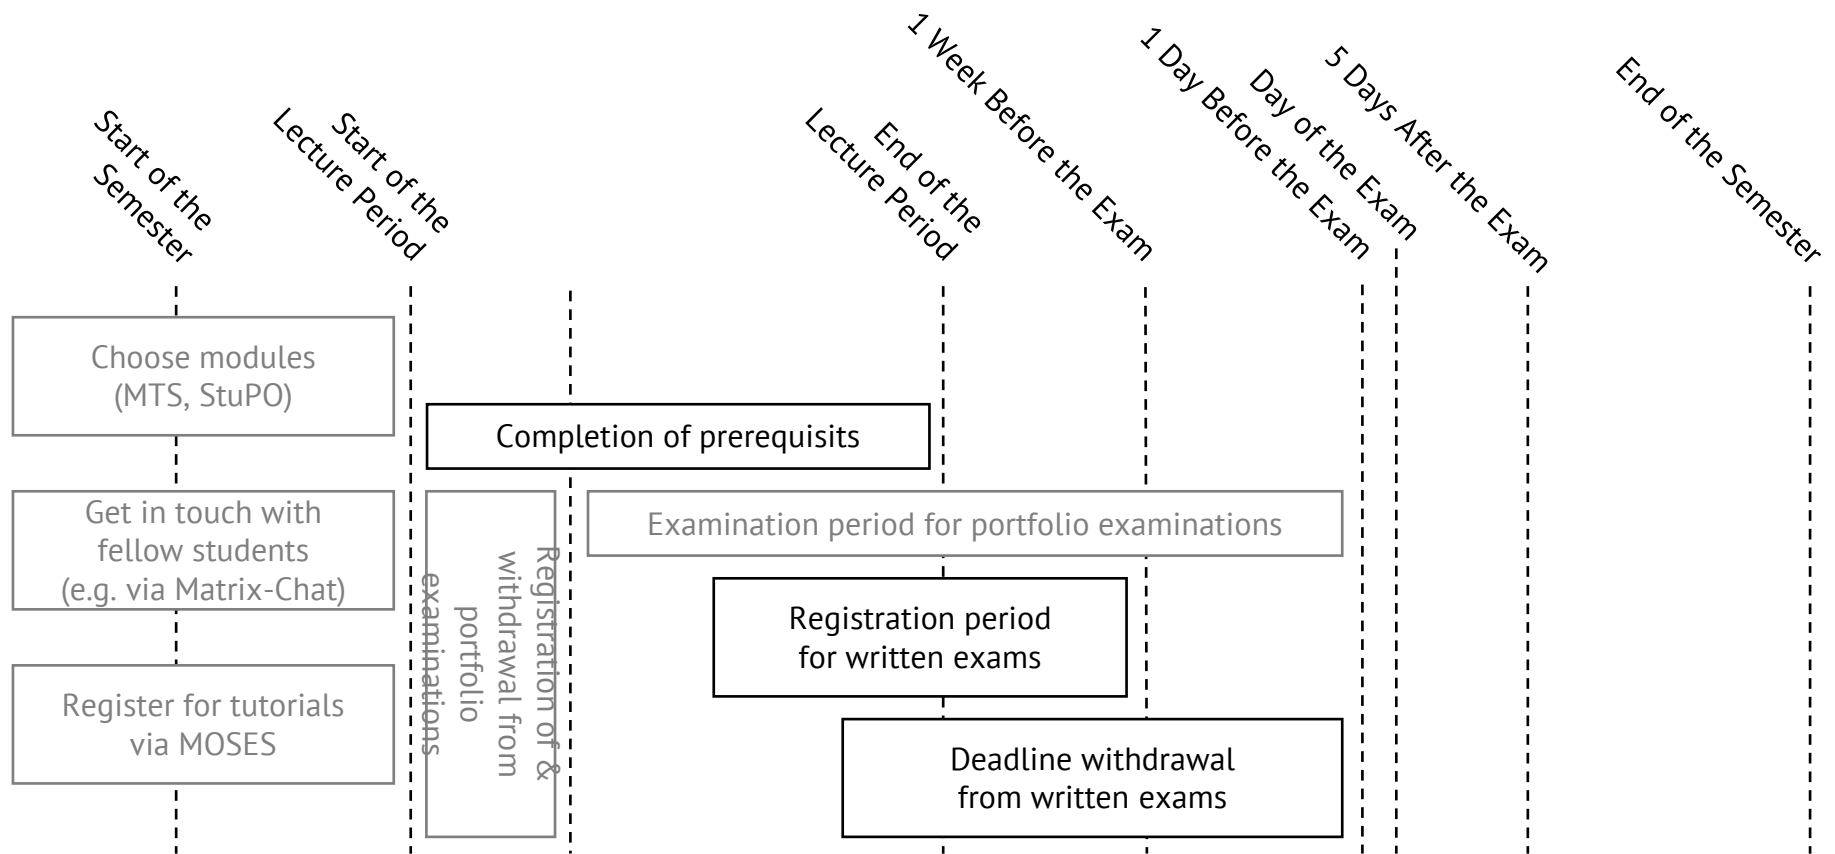 Start of the
Semester
Start of the
Lecture Period
End of the
Lecture Period
1 Week Before the Exam
1 Day Before the Exam
Day of the Exam
5 Days After the Exam
End of the Semester
Choose modules
(MTS, StuPO)
Completion of prerequisits
Get in touch with
fellow students
(e.g. via Matrix-Chat)
Registration of &
withdrawal from
portfolio
examinations
Examination period for portfolio examinations
Registration period
for written exams
Register for tutorials
via MOSES
Deadline withdrawal
from written exams